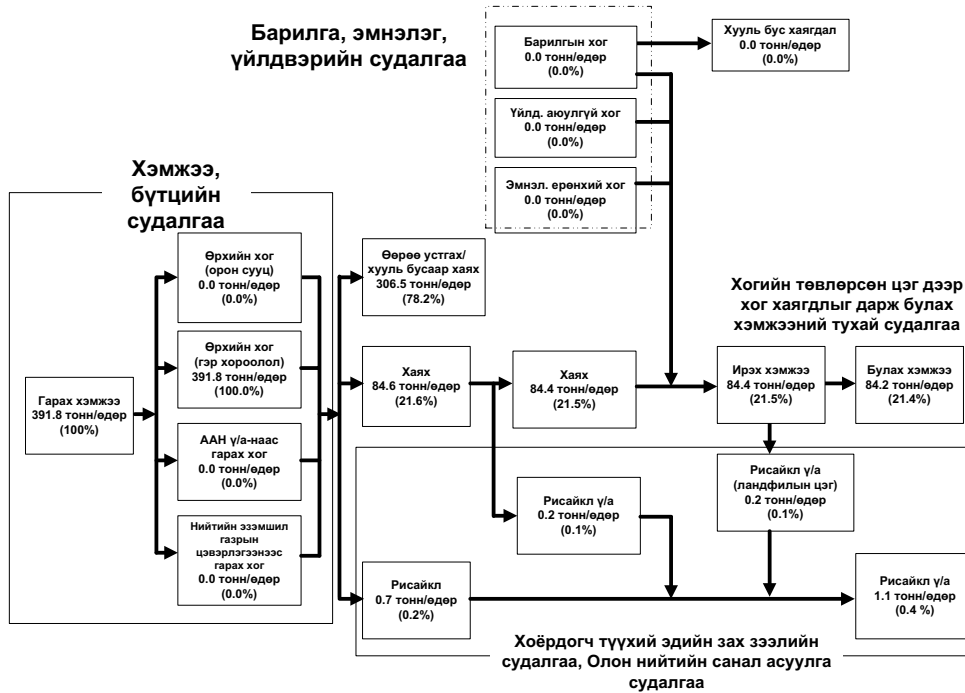 Барилга, эмнэлэг,
үйлдвэрийн судалгаа
Барилгын хог
0.0 тонн/өдөр
(0.0%)
Хууль бус хаягдал
0.0 тонн/өдөр
(0.0%)
Үйлд. аюулгүй хог
0.0 тонн/өдөр
(0.0%)
Эмнэл. ерөнхий хог
0.0 тонн/өдөр
(0.0%)
Хэмжээ,
бүтцийн
судалгаа
Гарах хэмжээ
391.8 тонн/өдөр
(100%)
Өрхийн хог
(орон сууц)
0.0 тонн/өдөр
(0.0%)
Өрхийн хог
(гэр хороолол)
391.8 тонн/өдөр
(100.0%)
ААН ү/а-наас
гарах хог
0.0 тонн/өдөр
(0.0%)
Нийтийн эзэмшил
газрын
цэвэрлэгээнээс
гарах хог
0.0 тонн/өдөр
(0.0%)
Өөрөө устгах/
хууль бусаар хаях
306.5 тонн/өдөр
(78.2%)
Хаях
84.6 тонн/өдөр
(21.6%)
Хаях
84.4 тонн/өдөр
(21.5%)
Хогийн төвлөрсөн цэг дээр
хог хаягдлыг дарж булах
хэмжээний тухай судалгаа
Ирэх хэмжээ
84.4 тонн/өдөр
(21.5%)
Булах хэмжээ
84.2 тонн/өдөр
(21.4%)
Рисайкл ү/а
0.2 тонн/өдөр
(0.1%)
Рисайкл ү/а
(ландфилын цэг)
0.2 тонн/өдөр
(0.1%)
Рисайкл
0.7 тонн/өдөр
(0.2%)
Рисайкл ү/а
1.1 тонн/өдөр
(0.4 %)
Хоёрдогч түүхий эдийн зах зээлийн
судалгаа, Олон нийтийн санал асуулга
судалгаа